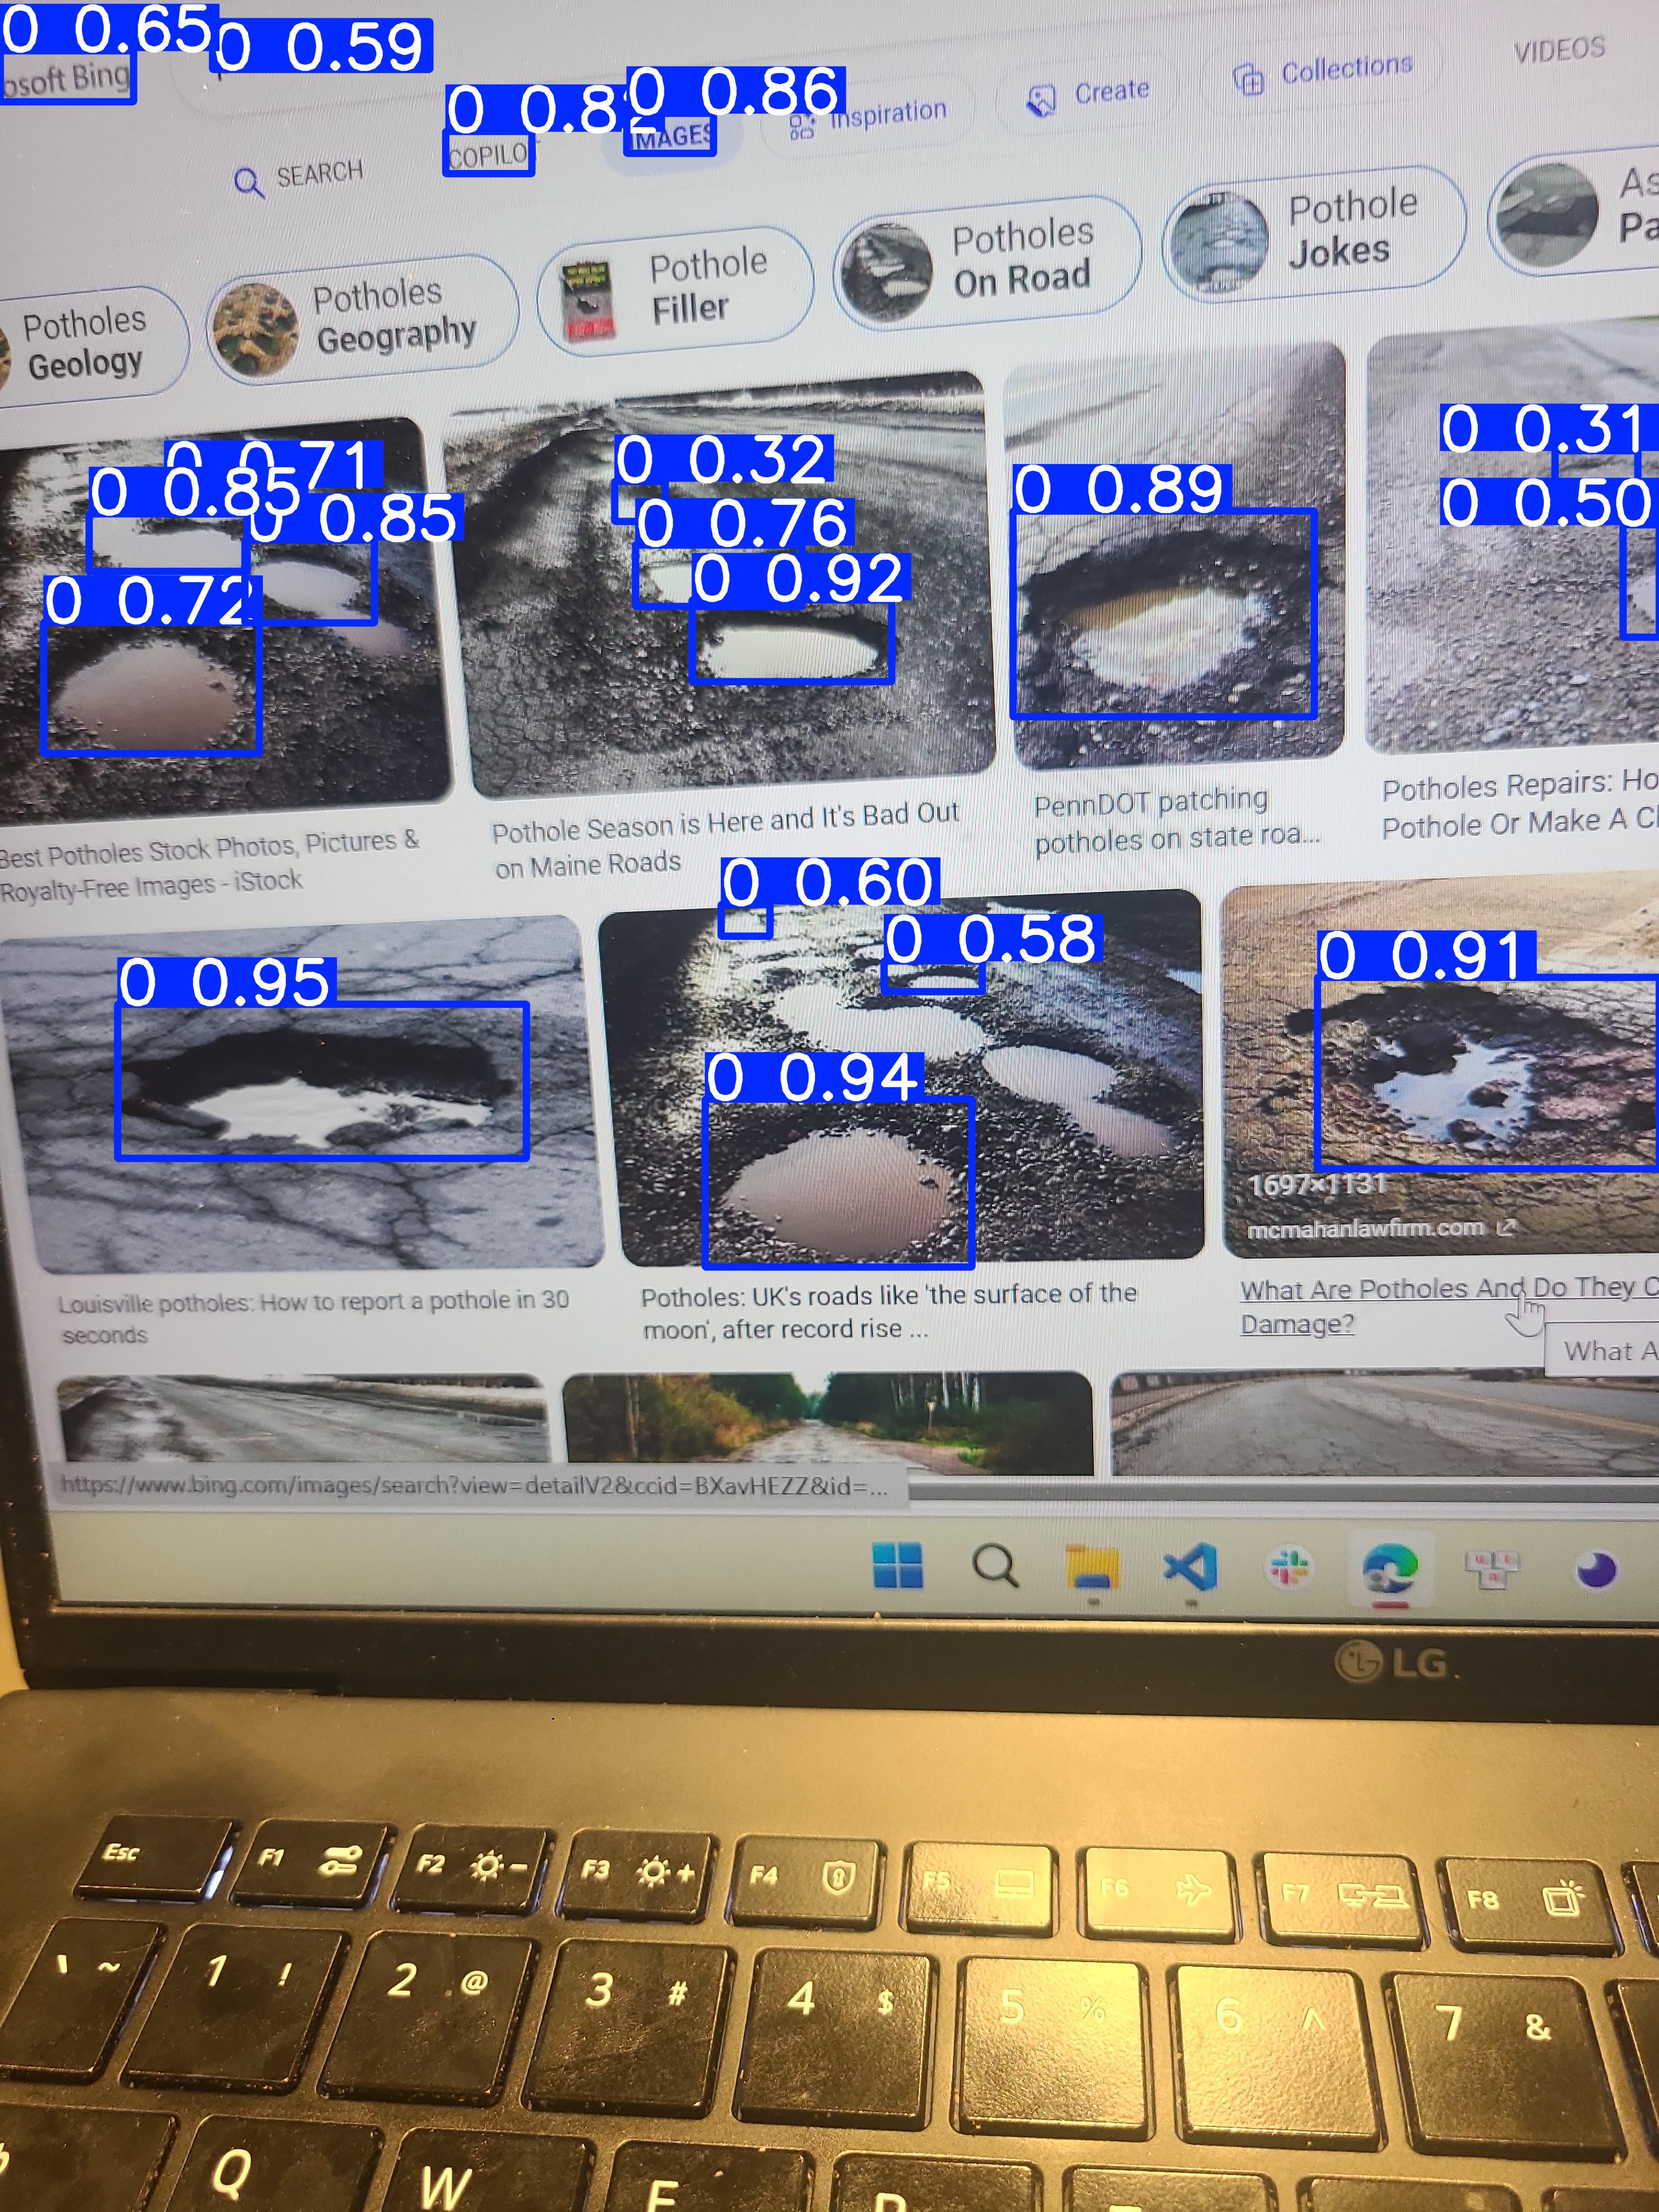 0 0.65
0 0.59
osoft Bing
0 0.82
0 0.86
SEARCH
COPILO
IMAGES
Inspiration
Create
Collections
VIDEOS
Potholes
Geology
Potholes
Geography
Pothole
Filler
Potholes
On Road
Pothole
Jokes
As
Pa
0 0.71
0 0.85
0 0.85
0 0.72
0 0.32
0 0.76
0 0.92
0 0.89
0 0.31
0 0.50
Best Potholes Stock Photos, Pictures &
Royalty-Free Images - iStock
Pothole Season is Here and It's Bad Out
on Maine Roads
PennDOT patching
potholes on state roa...
Potholes Repairs: Ho
Pothole Or Make A Cl
0 0.95
0 0.60
0 0.58
0 0.94
0 0.91
1697×1131
mcmahanlawfirm.com
Louisville potholes: How to report a pothole in 30
seconds
Potholes: UK's roads like 'the surface of the
moon', after record rise ...
What Are Potholes And Do They C
Damage?
What A
https://www.bing.com/images/search?view=detailV2&ccid=BXavHEZZ&id=...
LG
Esc F1 F2 F3 F4 F5 F6 F7 F8
\ ~ 1 ! 2 @ 3 # 4 $ 5 % 6 ^ 7 &
Q W E R